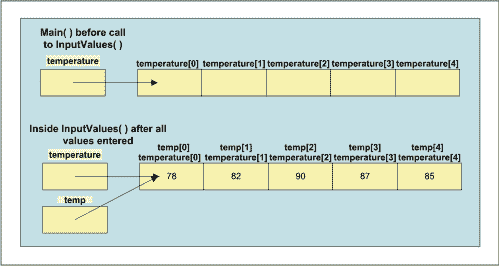 Main( ) before call
to InputValues( )
temperature
temperature[0] temperature[1] temperature[2] temperature[3] temperature[4]
Inside InputValues( ) after all
values entered
temp[0] temp[1] temp[2] temp[3] temp[4]
temperature[0] temperature[1] temperature[2] temperature[3] temperature[4]
temperature
78 82 90 87 85
temp